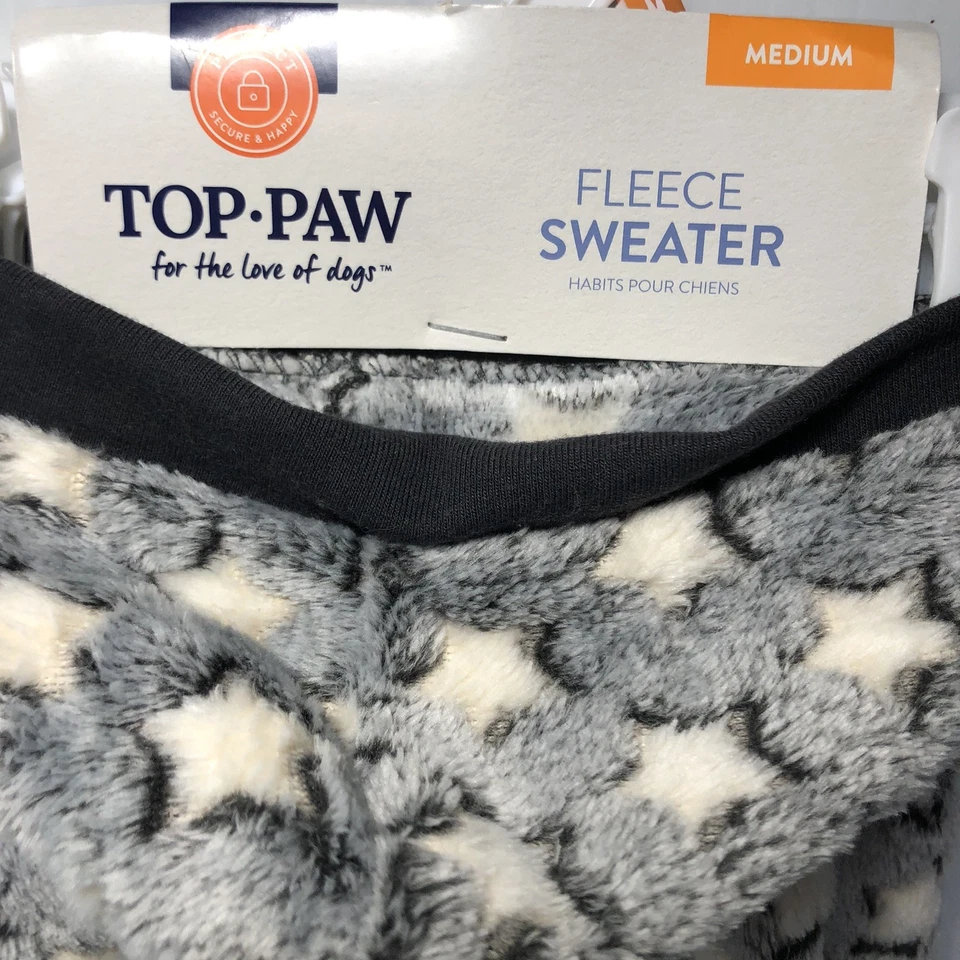 SECURE & HAPPY
MEDIUM
TOP•PAW
for the love of dogs™
FLEECE
SWEATER
HABITS POUR CHIENS